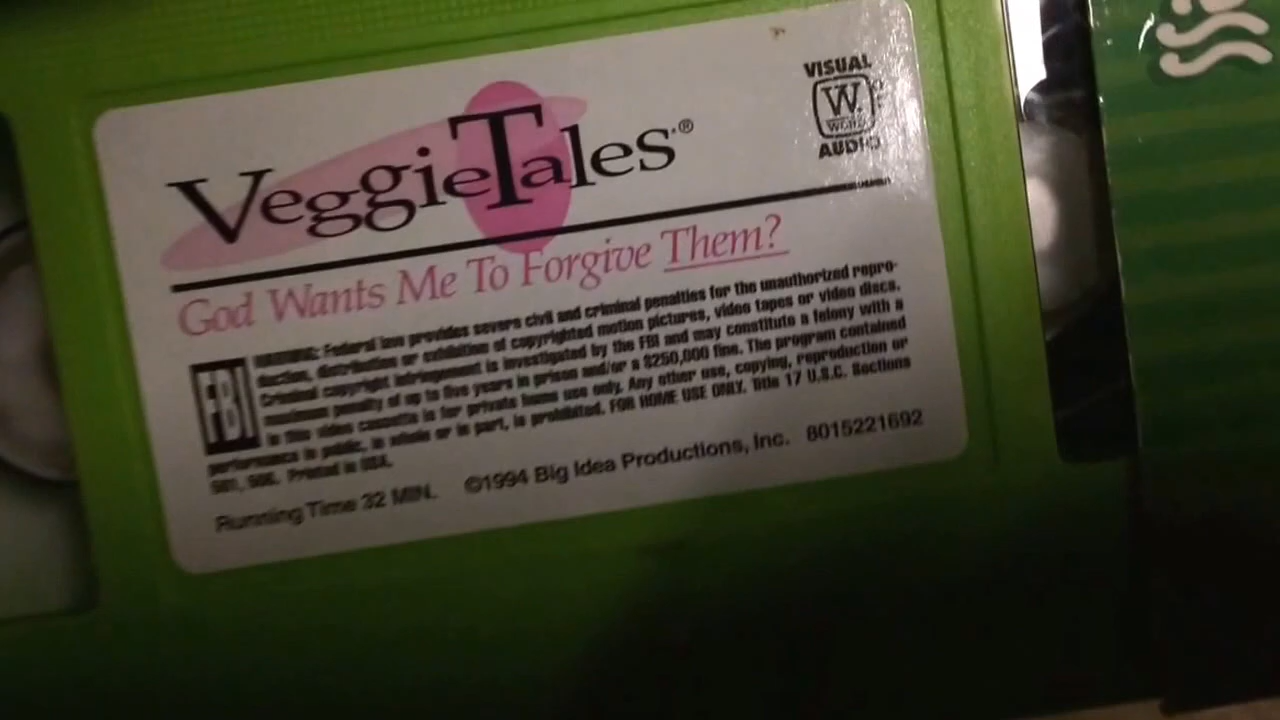 VISUAL
W.
WORD
AUDIO
VeggieTales®
God Wants Me To Forgive Them?
FBI
WARNING: Federal law provides severe civil and criminal penalties for the unauthorized repro-
duction, distribution or exhibition of copyrighted motion pictures, video tapes or video discs.
Criminal copyright infringement is investigated by the FBI and may constitute a felony with a
maximum penalty of up to five years in prison and/or a $250,000 fine. The program contained
in this video cassette is for private home use only. Any other use, copying, reproduction or
performance in public, in whole or in part, is prohibited. FOR HOME USE ONLY. Title 17 U.S.C. Sections
501, 506. Printed in USA.
Running Time 32 MIN. ©1994 Big Idea Productions, Inc. 8015221692